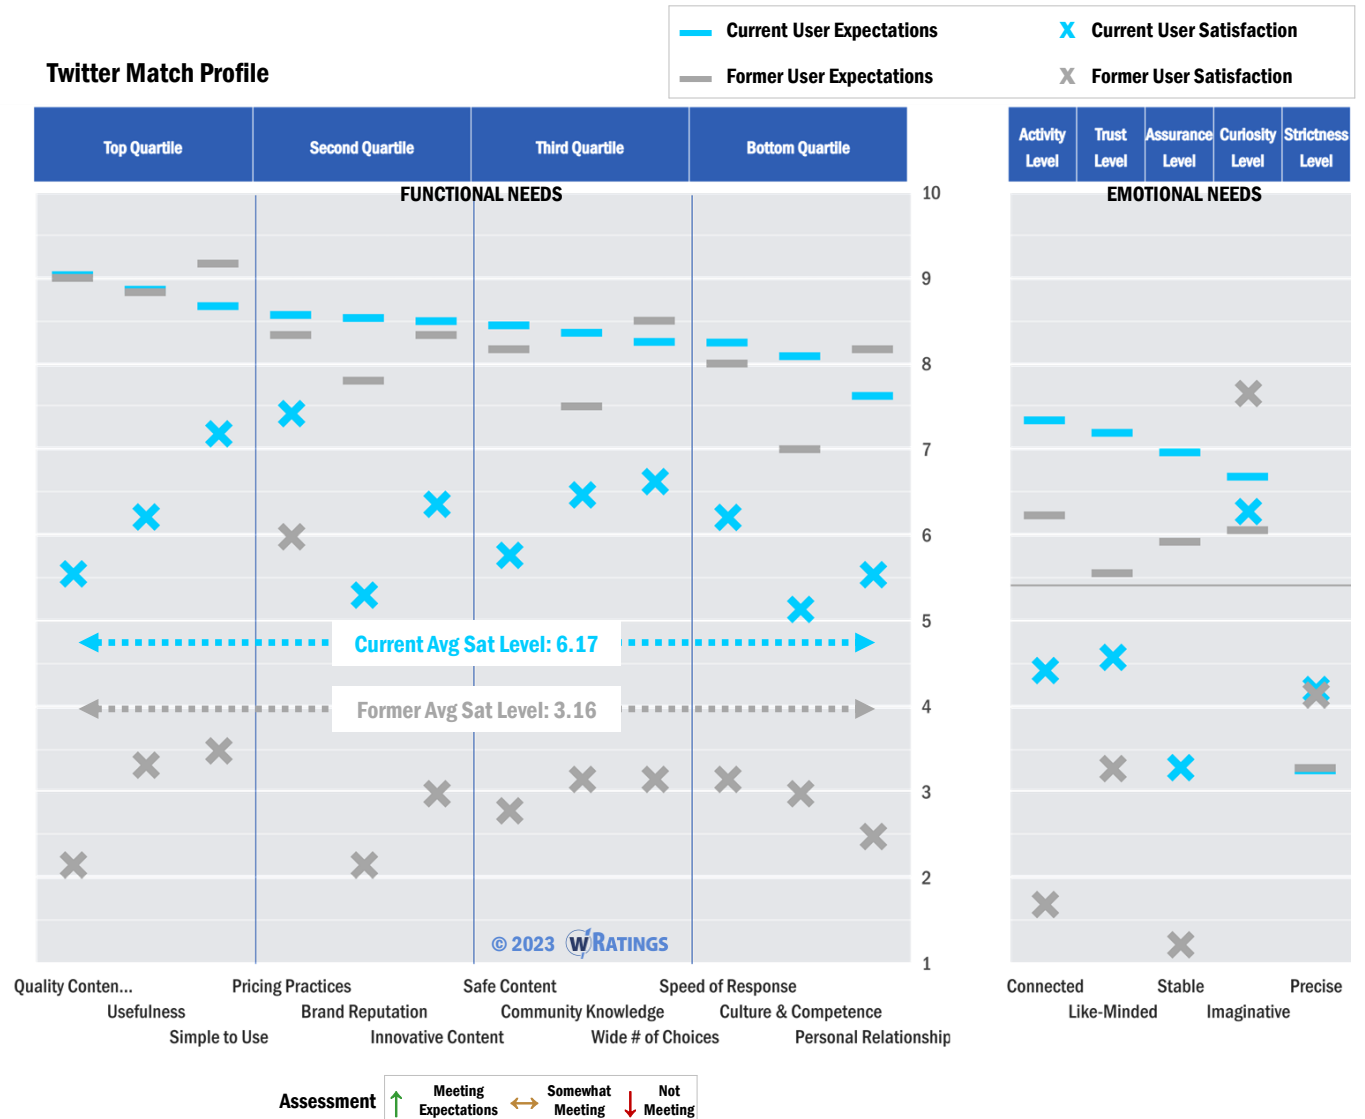 Current User Expectations
Current User Satisfaction
Former User Expectations
Former User Satisfaction
Twitter Match Profile
Top Quartile
Second Quartile
Third Quartile
Bottom Quartile
Activity
Level
Trust
Level
Assurance
Level
Curiosity
Level
Strictness
Level
FUNCTIONAL NEEDS
EMOTIONAL NEEDS
10
9
8
7
6
5
4
3
2
1
Current Avg Sat Level: 6.17
Former Avg Sat Level: 3.16
© 2023 wRATINGS
Quality Conten...
Usefulness
Simple to Use
Pricing Practices
Brand Reputation
Innovative Content
Safe Content
Community Knowledge
Wide # of Choices
Speed of Response
Culture & Competence
Personal Relationship
Connected
Like-Minded
Stable
Imaginative
Precise
Assessment
Meeting
Expectations
Somewhat
Meeting
Not
Meeting